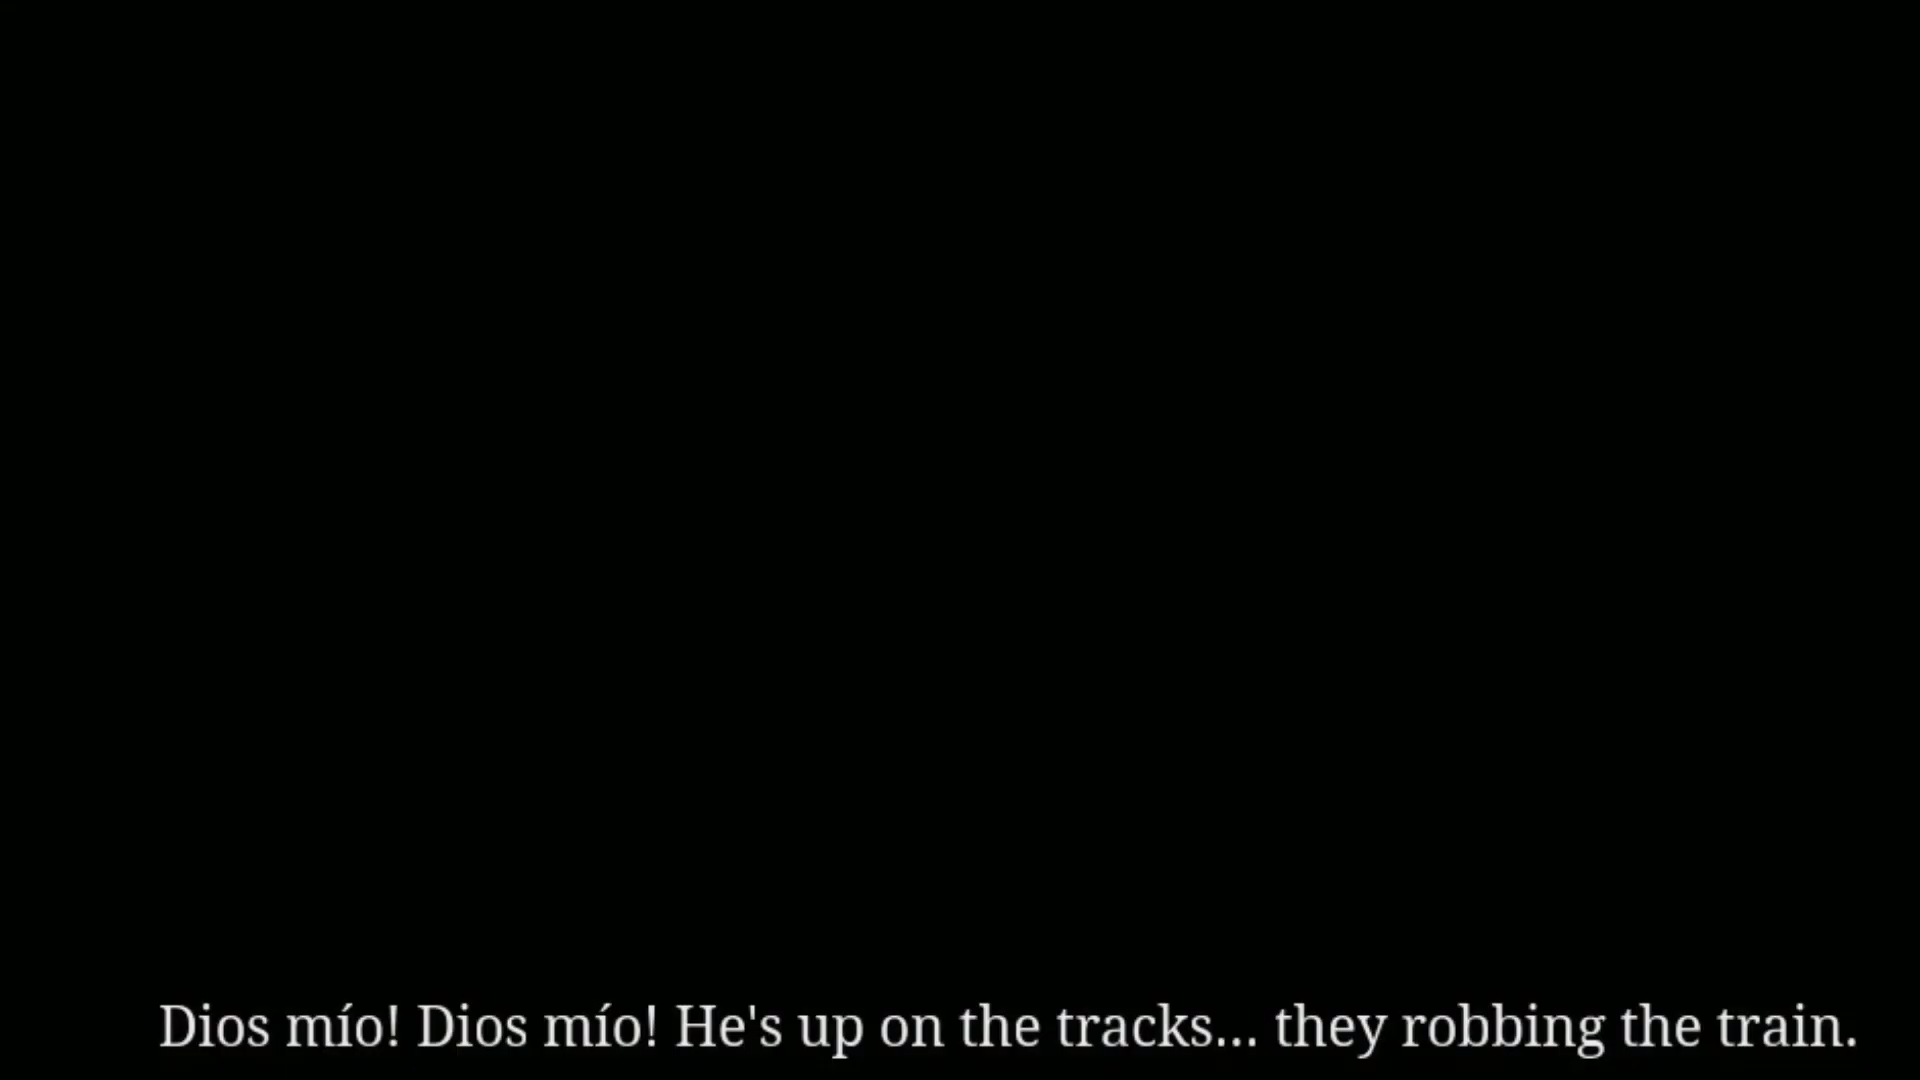 Dios mío! Dios mío! He's up on the tracks... they robbing the train.